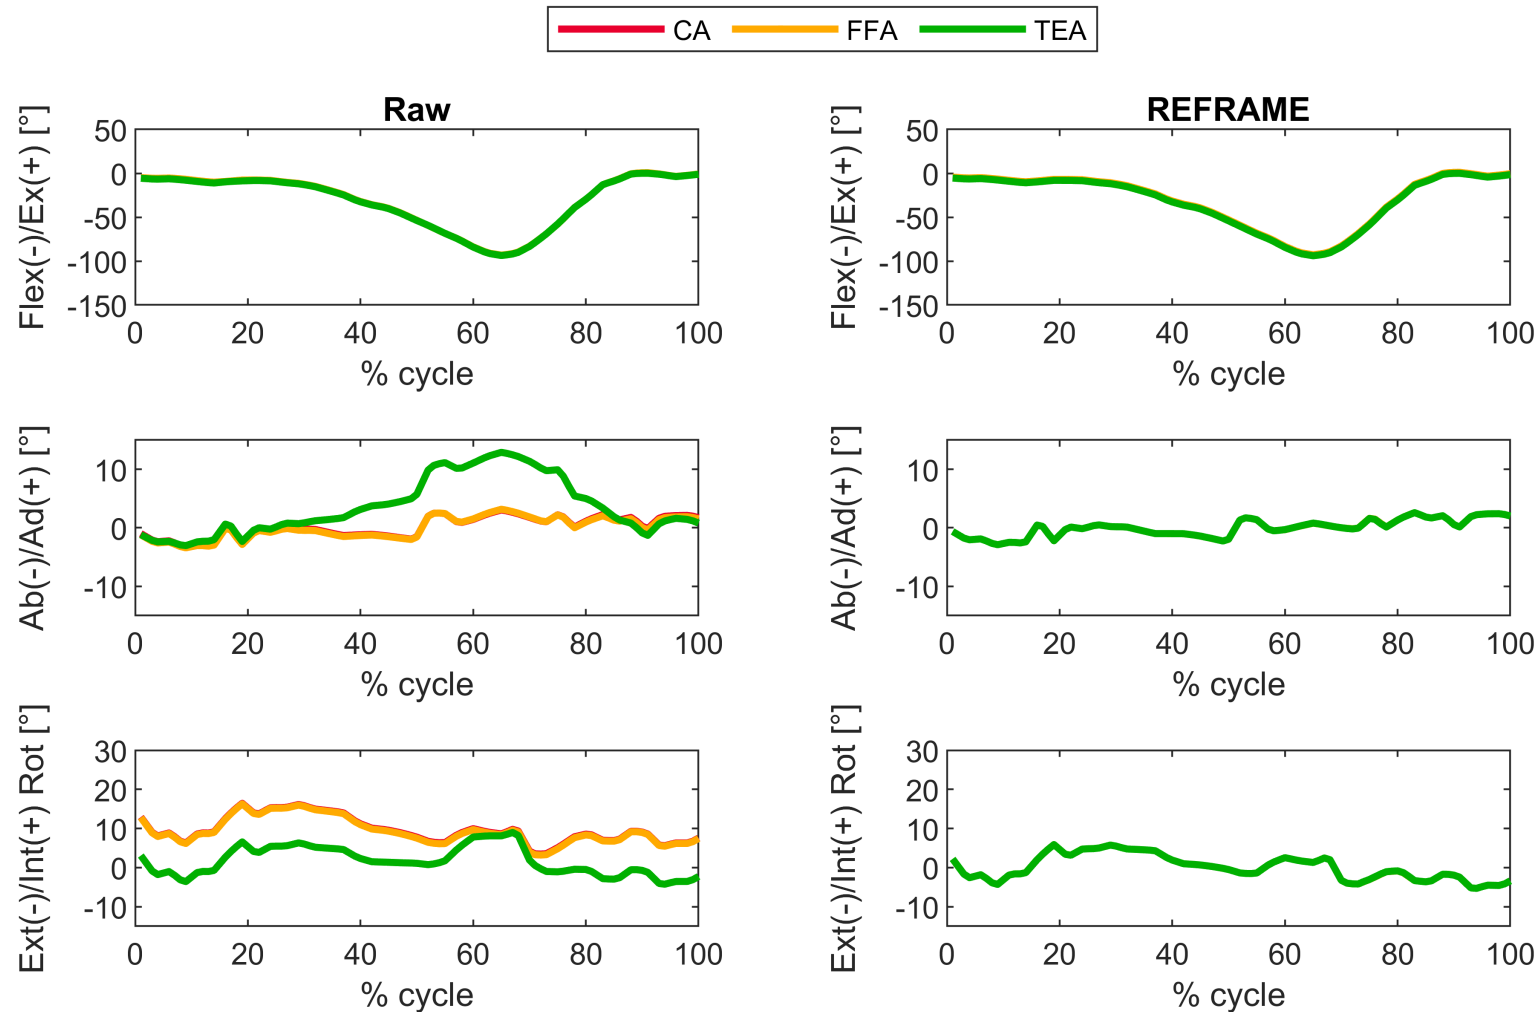 CA FFA TEA
Raw
Flex(-)/Ex(+) [°]
50
0
-50
-100
-150
0 20 40 60 80 100
% cycle
REFRAME
Flex(-)/Ex(+) [°]
50
0
-50
-100
-150
0 20 40 60 80 100
% cycle
Ab(-)/Ad(+) [°]
10
0
-10
0 20 40 60 80 100
% cycle
Ab(-)/Ad(+) [°]
10
0
-10
0 20 40 60 80 100
% cycle
Ext(-)/Int(+) Rot [°]
30
20
10
0
-10
0 20 40 60 80 100
% cycle
Ext(-)/Int(+) Rot [°]
30
20
10
0
-10
0 20 40 60 80 100
% cycle